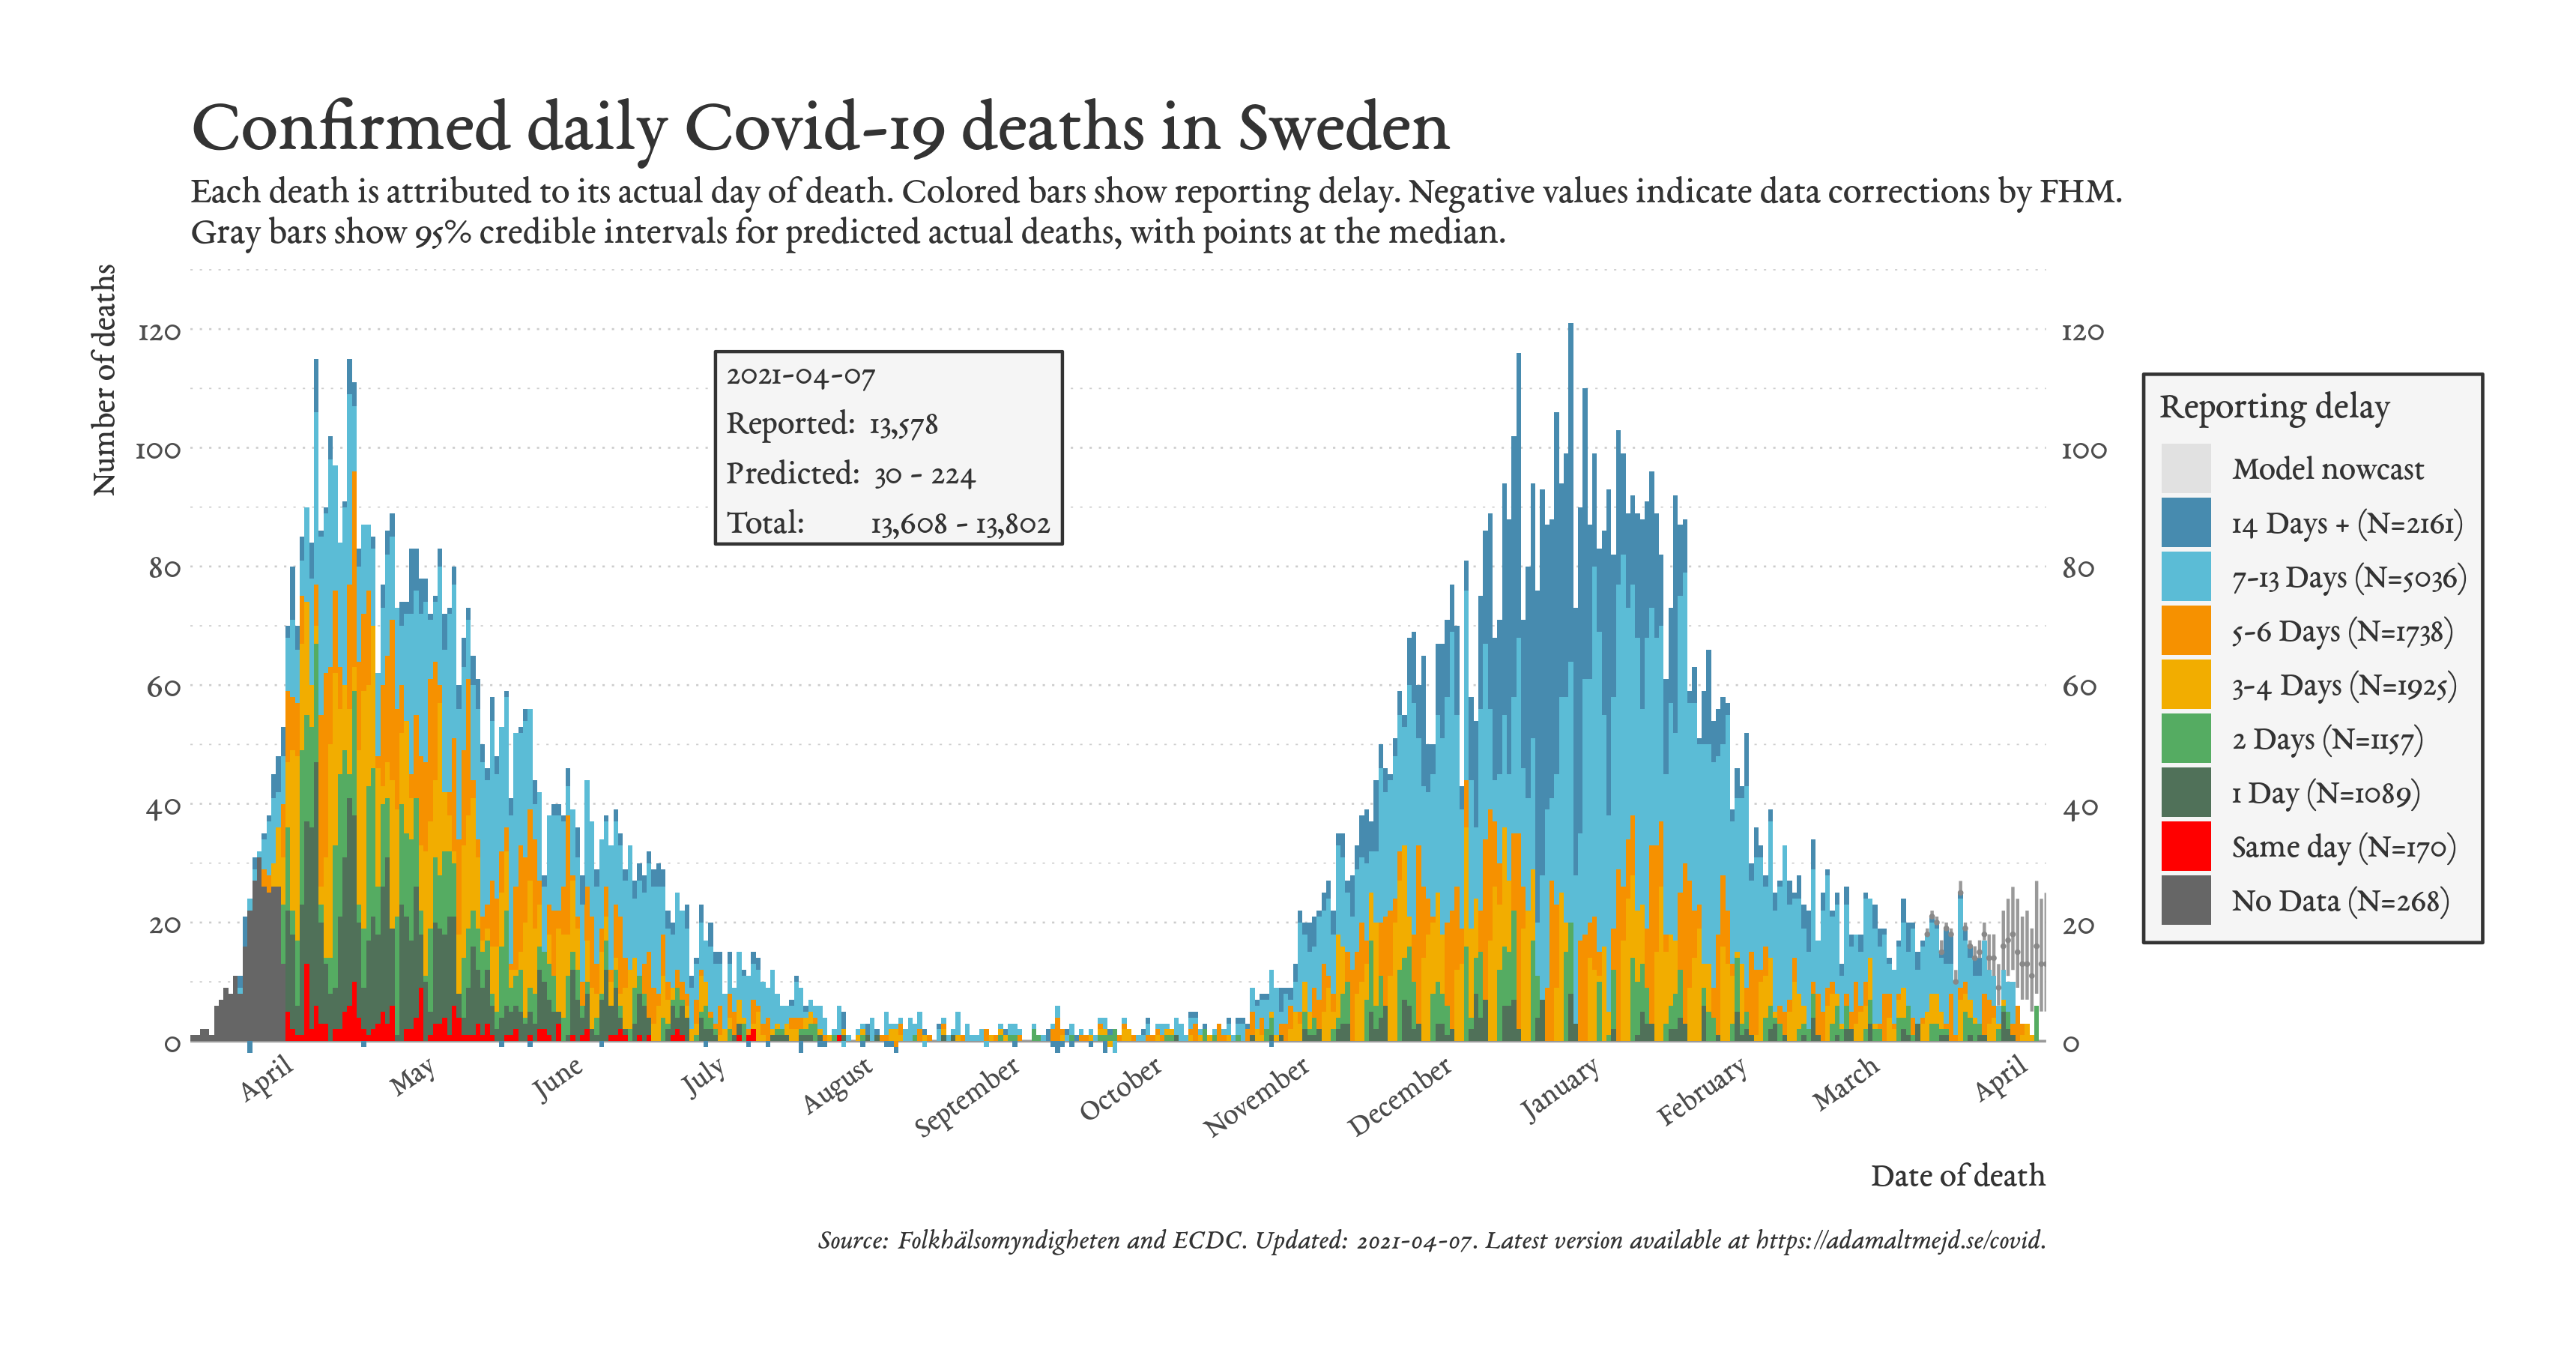 Confirmed daily Covid-19 deaths in Sweden
Each death is attributed to its actual day of death. Colored bars show reporting delay. Negative values indicate data corrections by FHM.
Gray bars show 95% credible intervals for predicted actual deaths, with points at the median.
Number of deaths
120
100
80
60
40
20
0
2021-04-07
Reported: 13,578
Predicted: 30 - 224
Total: 13,608 - 13,802
120
100
80
60
40
20
0
Reporting delay
Model nowcast
14 Days + (N=2161)
7-13 Days (N=5036)
5-6 Days (N=1738)
3-4 Days (N=1925)
2 Days (N=1157)
1 Day (N=1089)
Same day (N=170)
No Data (N=268)
April
May
June
July
August
September
October
November
December
January
February
March
April
Date of death
Source: Folkhälsomyndigheten and ECDC. Updated: 2021-04-07. Latest version available at https://adamaltmejd.se/covid.